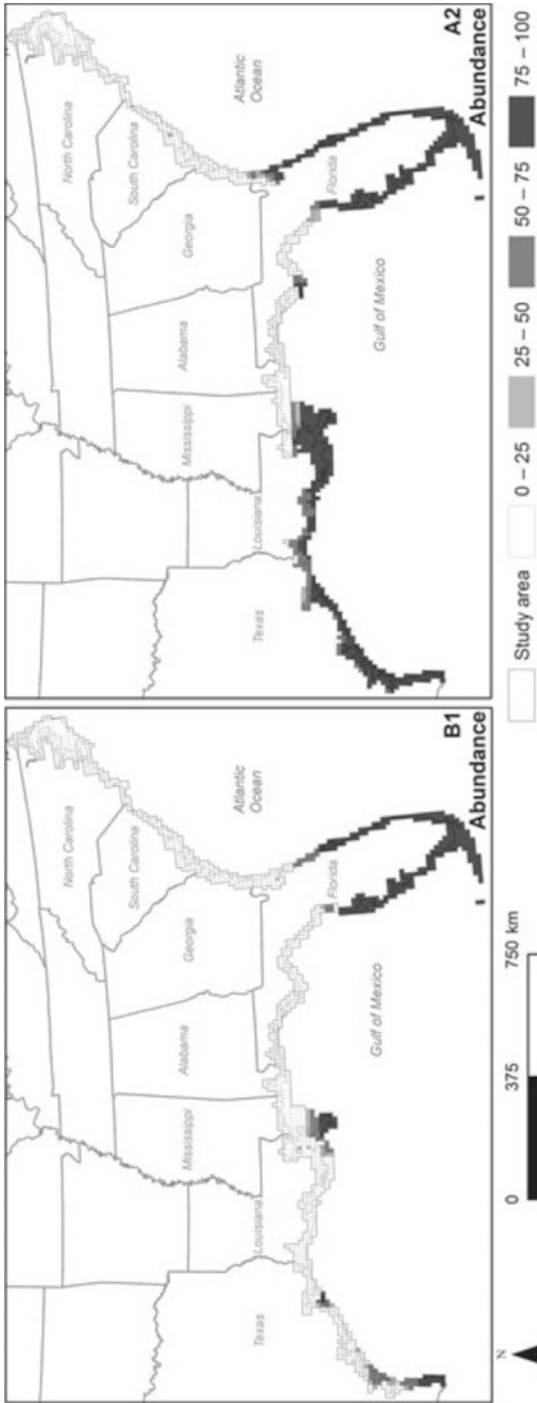 North Carolina
South Carolina
Georgia
Alabama
Mississippi
Louisiana
Texas
Florida
Atlantic
Ocean
Gulf of Mexico
B1
Abundance
North Carolina
South Carolina
Georgia
Alabama
Mississippi
Louisiana
Texas
Florida
Atlantic
Ocean
Gulf of Mexico
A2
Abundance
N
0 375 750 km
Study area 0 – 25 25 – 50 50 – 75 75 – 100